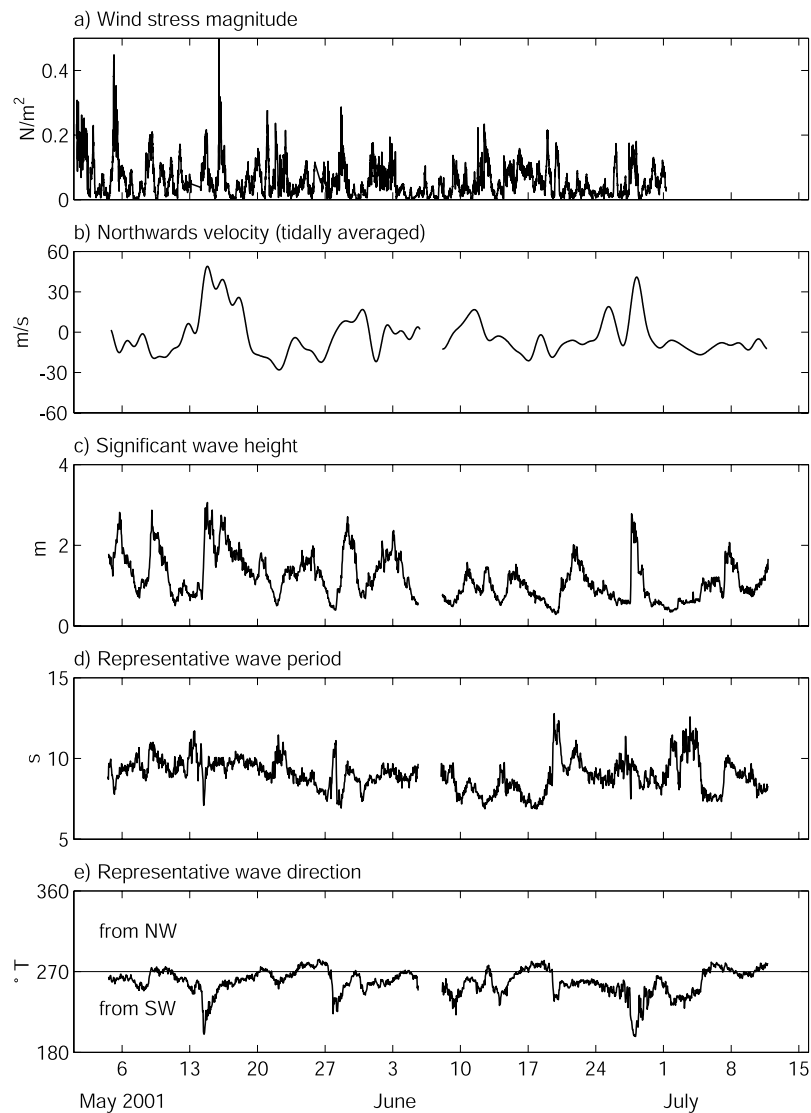 a) Wind stress magnitude
N/m²
0.4
0.2
0
b) Northwards velocity (tidally averaged)
m/s
60
30
0
-30
-60
c) Significant wave height
m
4
2
0
d) Representative wave period
s
15
10
5
e) Representative wave direction
° T
360
270
180
from NW
from SW
6 13 20 27 3 10 17 24 1 8 15
May 2001 June July